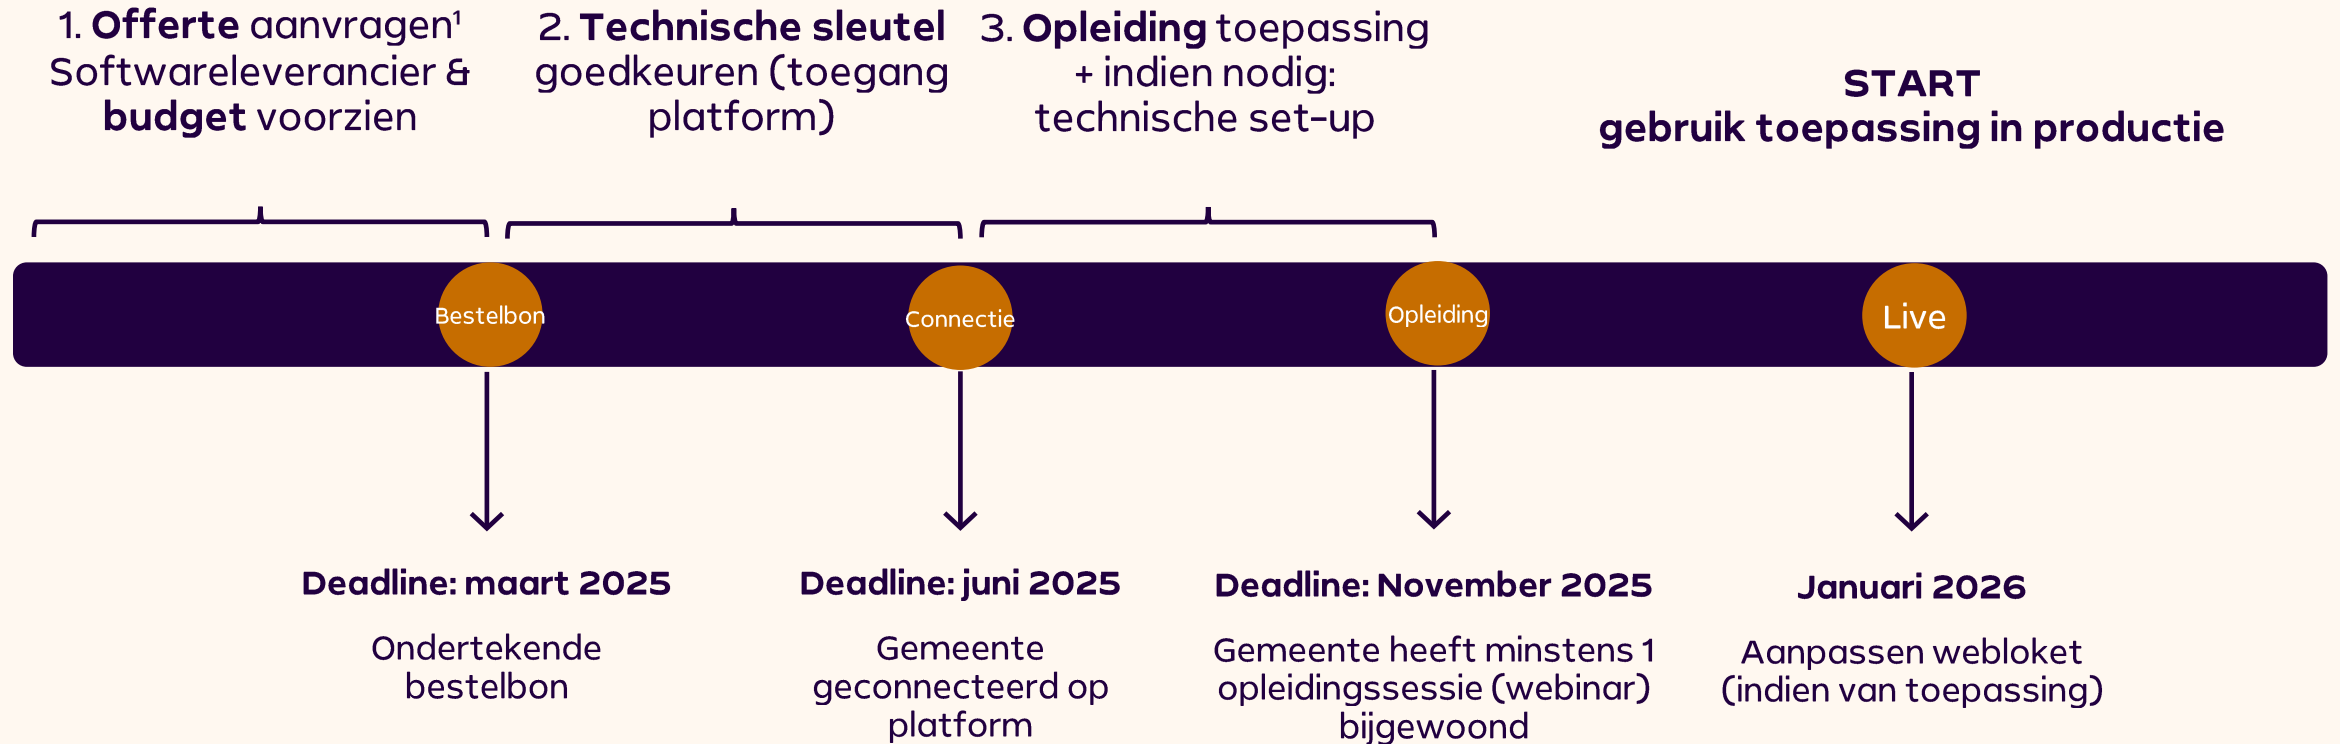 1. Offerte aanvragen¹
Softwareleverancier &
budget voorzien
2. Technische sleutel
goedkeuren (toegang
platform)
3. Opleiding toepassing
+ indien nodig:
technische set-up
START
gebruik toepassing in productie
Bestelbon
Connectie
Opleiding
Live
Deadline: maart 2025
Ondertekende
bestelbon
Deadline: juni 2025
Gemeente
geconnecteerd op
platform
Deadline: November 2025
Gemeente heeft minstens 1
opleidingssessie (webinar)
bijgewoond
Januari 2026
Aanpassen webloket
(indien van toepassing)